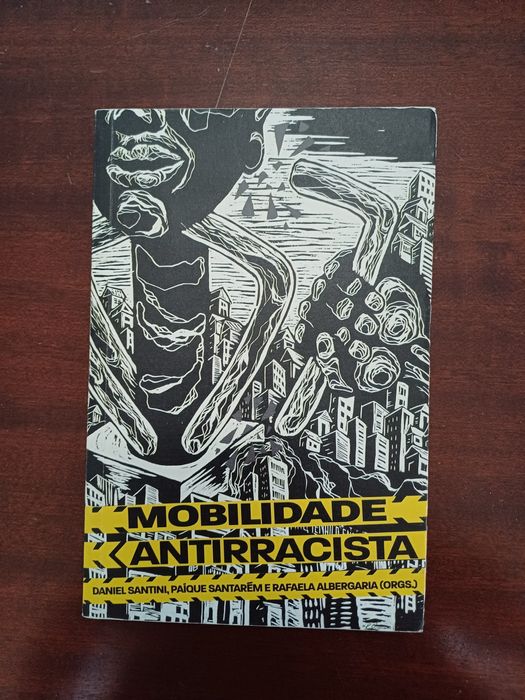 MOBILIDADE
ANTIRRACISTA
DANIEL SANTINI, PAÍQUE SANTARÉM E RAFAELA ALBERGARIA (ORGS.)